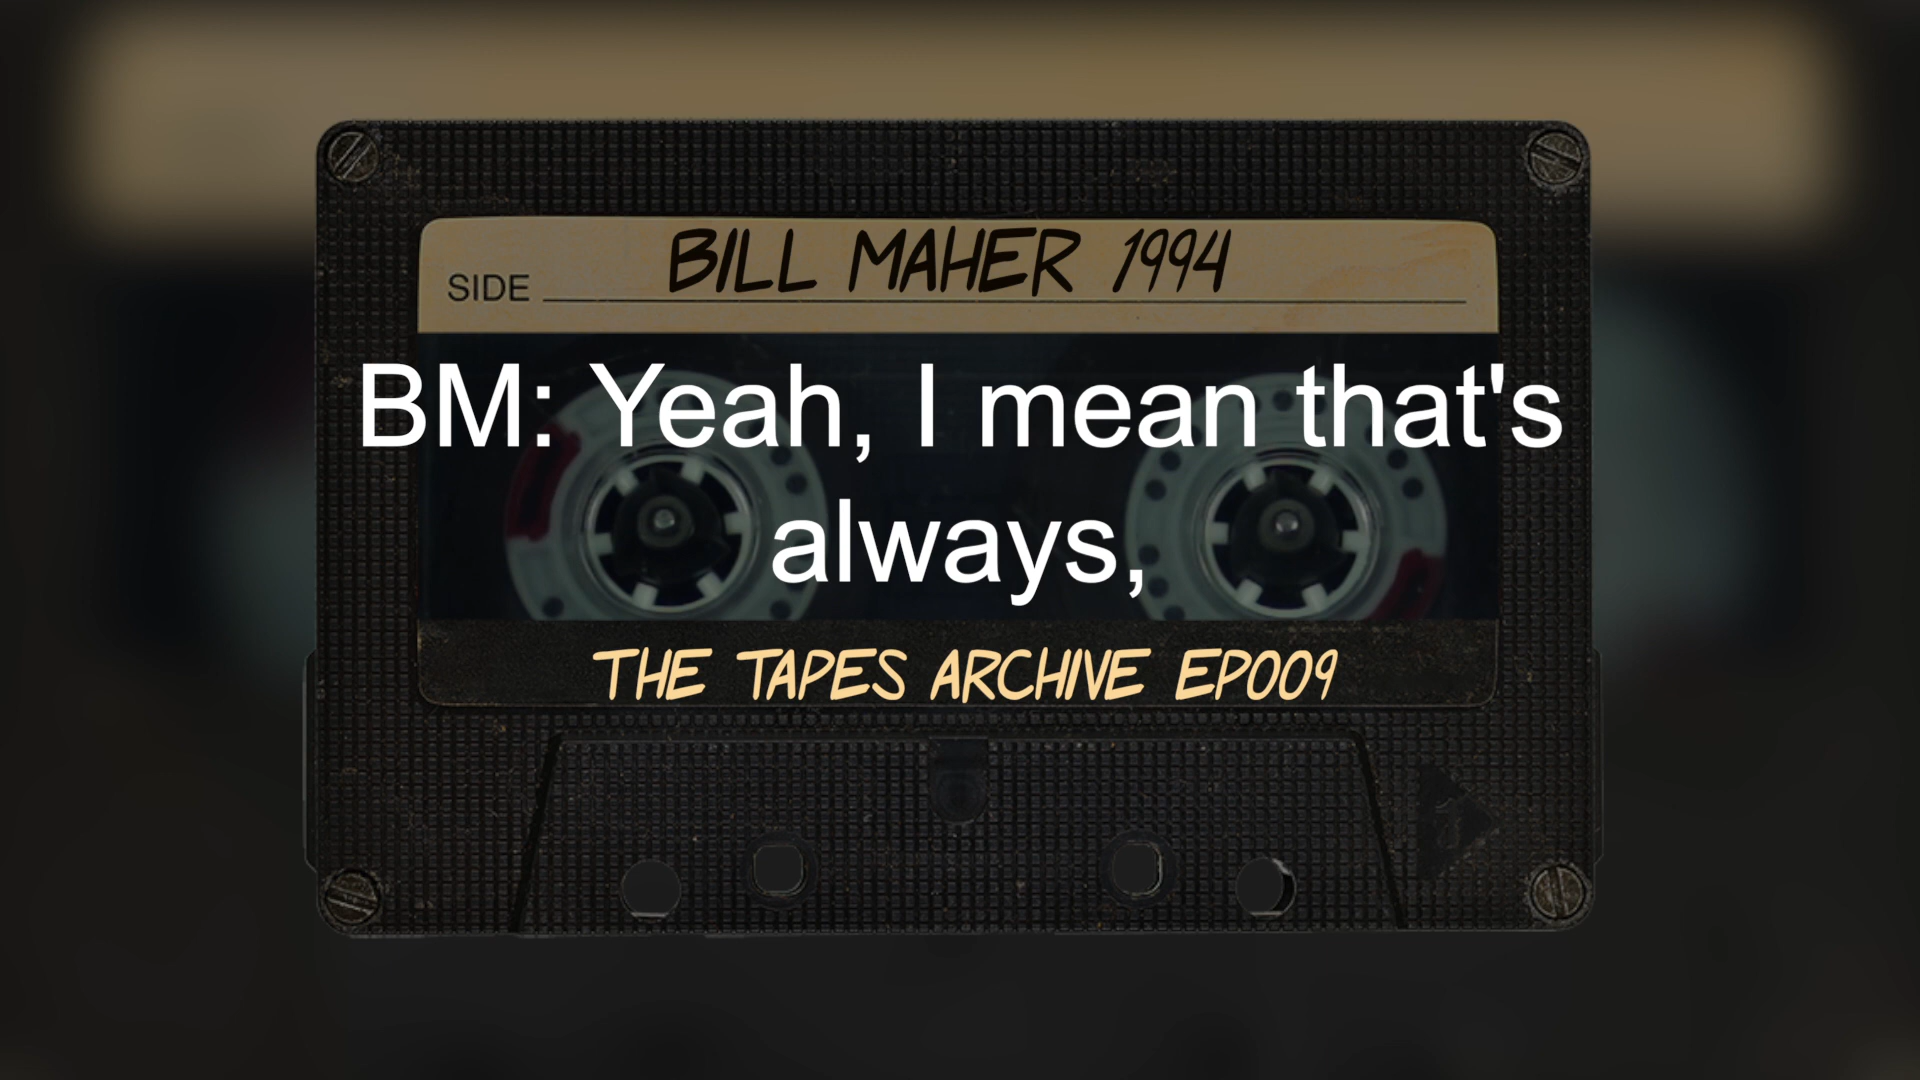 BILL MAHER 1994
SIDE
BM: Yeah, I mean that's
always,
THE TAPES ARCHIVE EP009